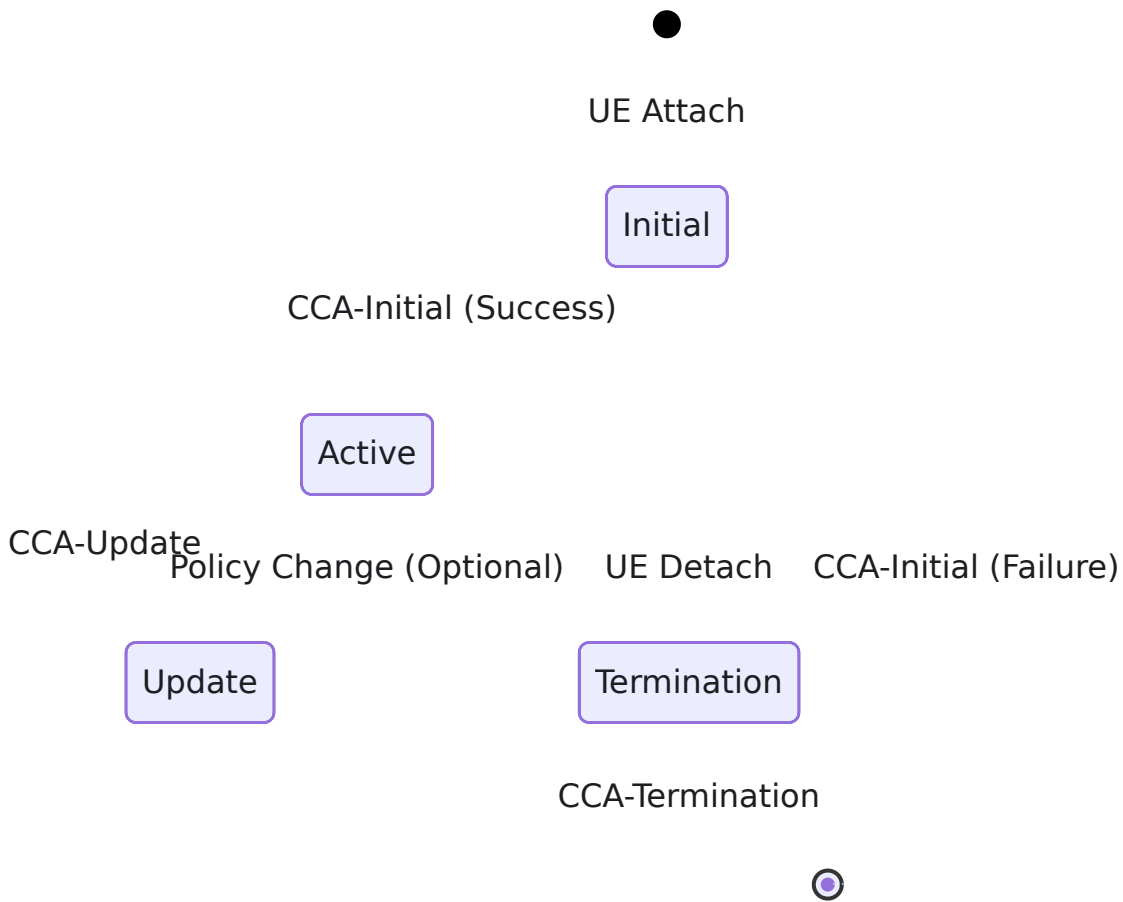 UE Attach
Initial
CCA-Initial (Success)
Active
CCA-Update
Policy Change (Optional)
UE Detach
CCA-Initial (Failure)
Update
Termination
CCA-Termination